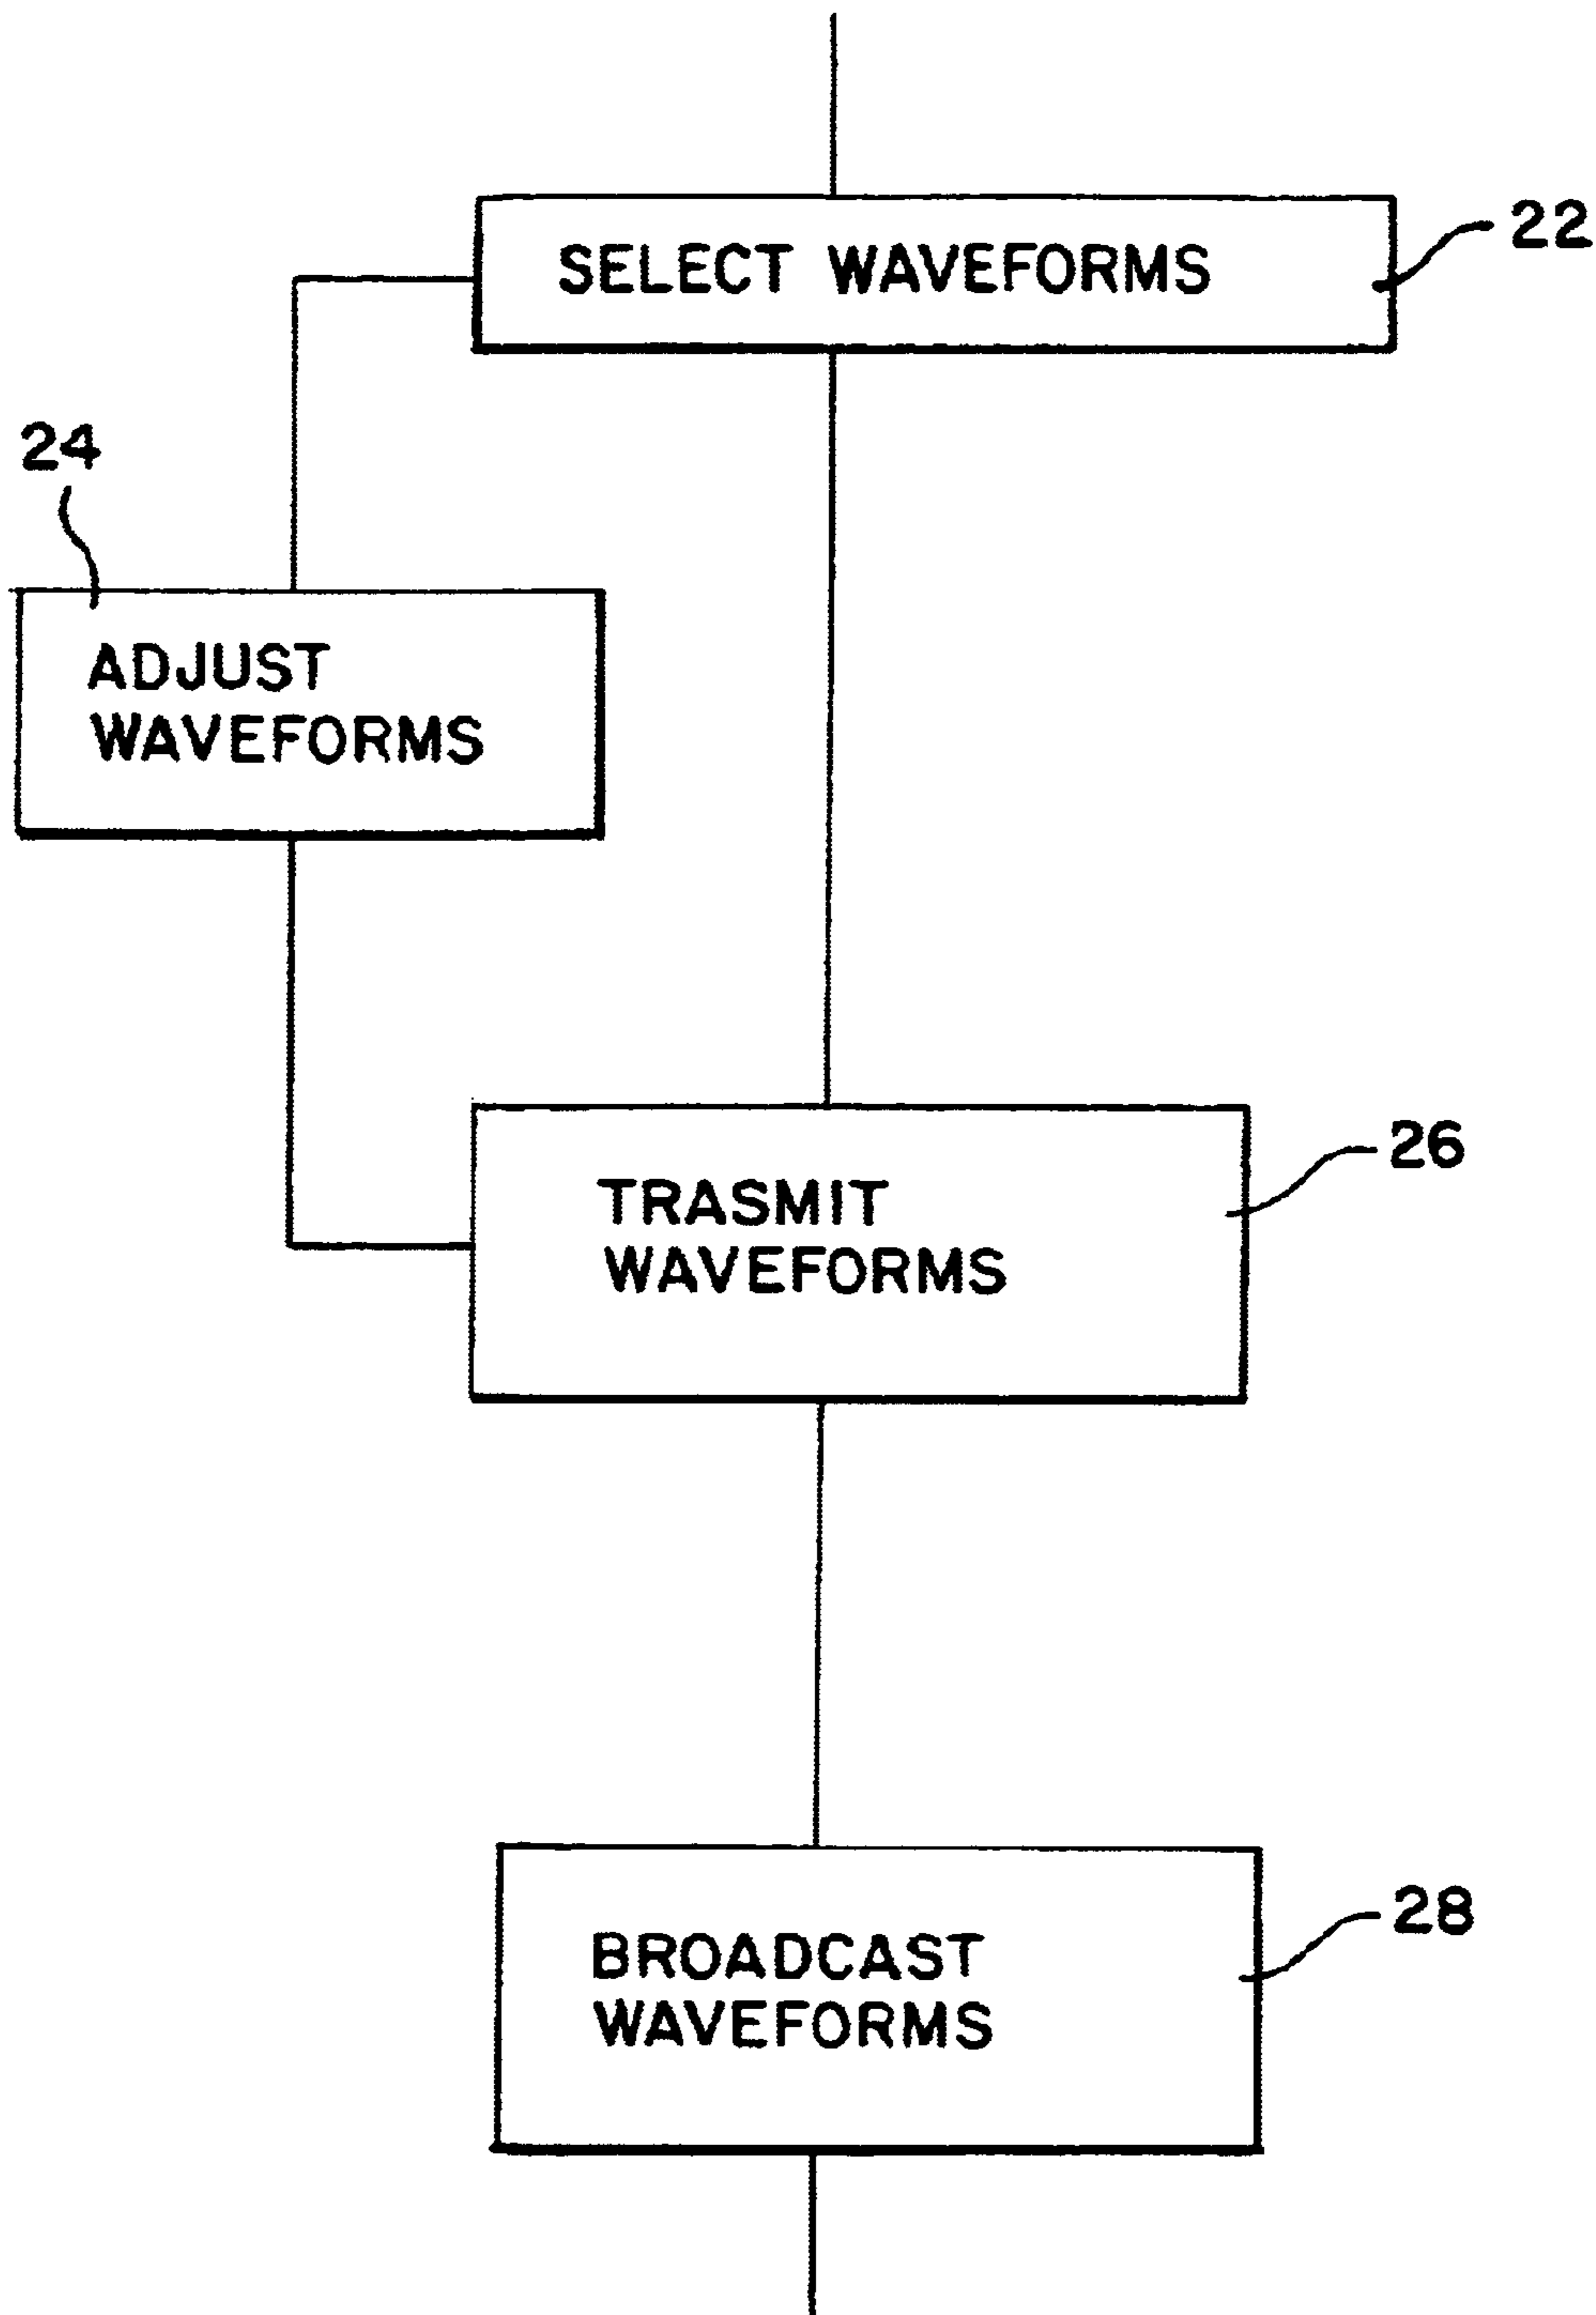 SELECT WAVEFORMS
22
24
ADJUST
WAVEFORMS
TRASMIT
WAVEFORMS
26
BROADCAST
WAVEFORMS
28